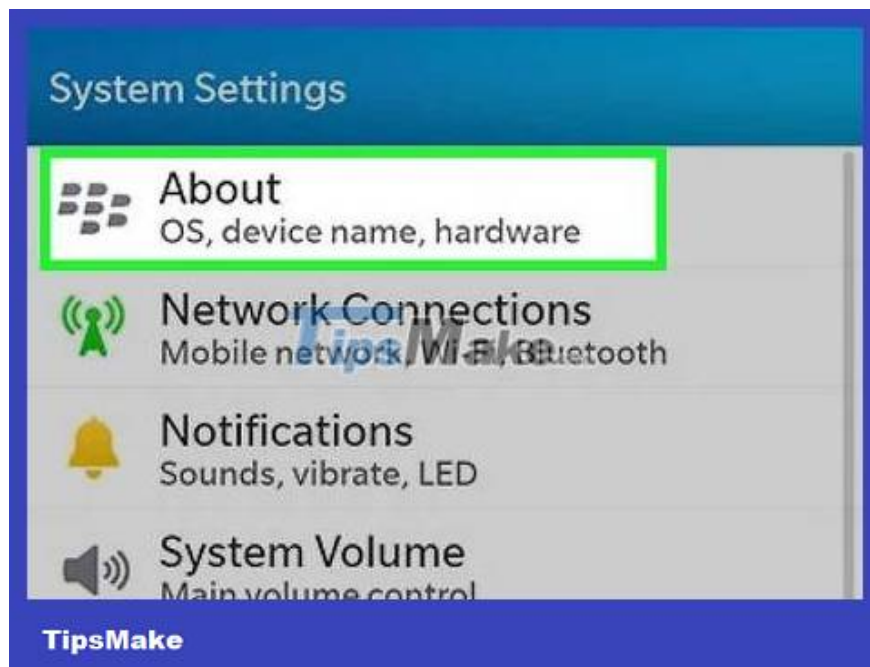 System Settings
About
OS, device name, hardware
Network Connections
Mobile network, Wi-Fi, Bluetooth
TipsMake
Notifications
Sounds, vibrate, LED
System Volume
Main volume control
TipsMake